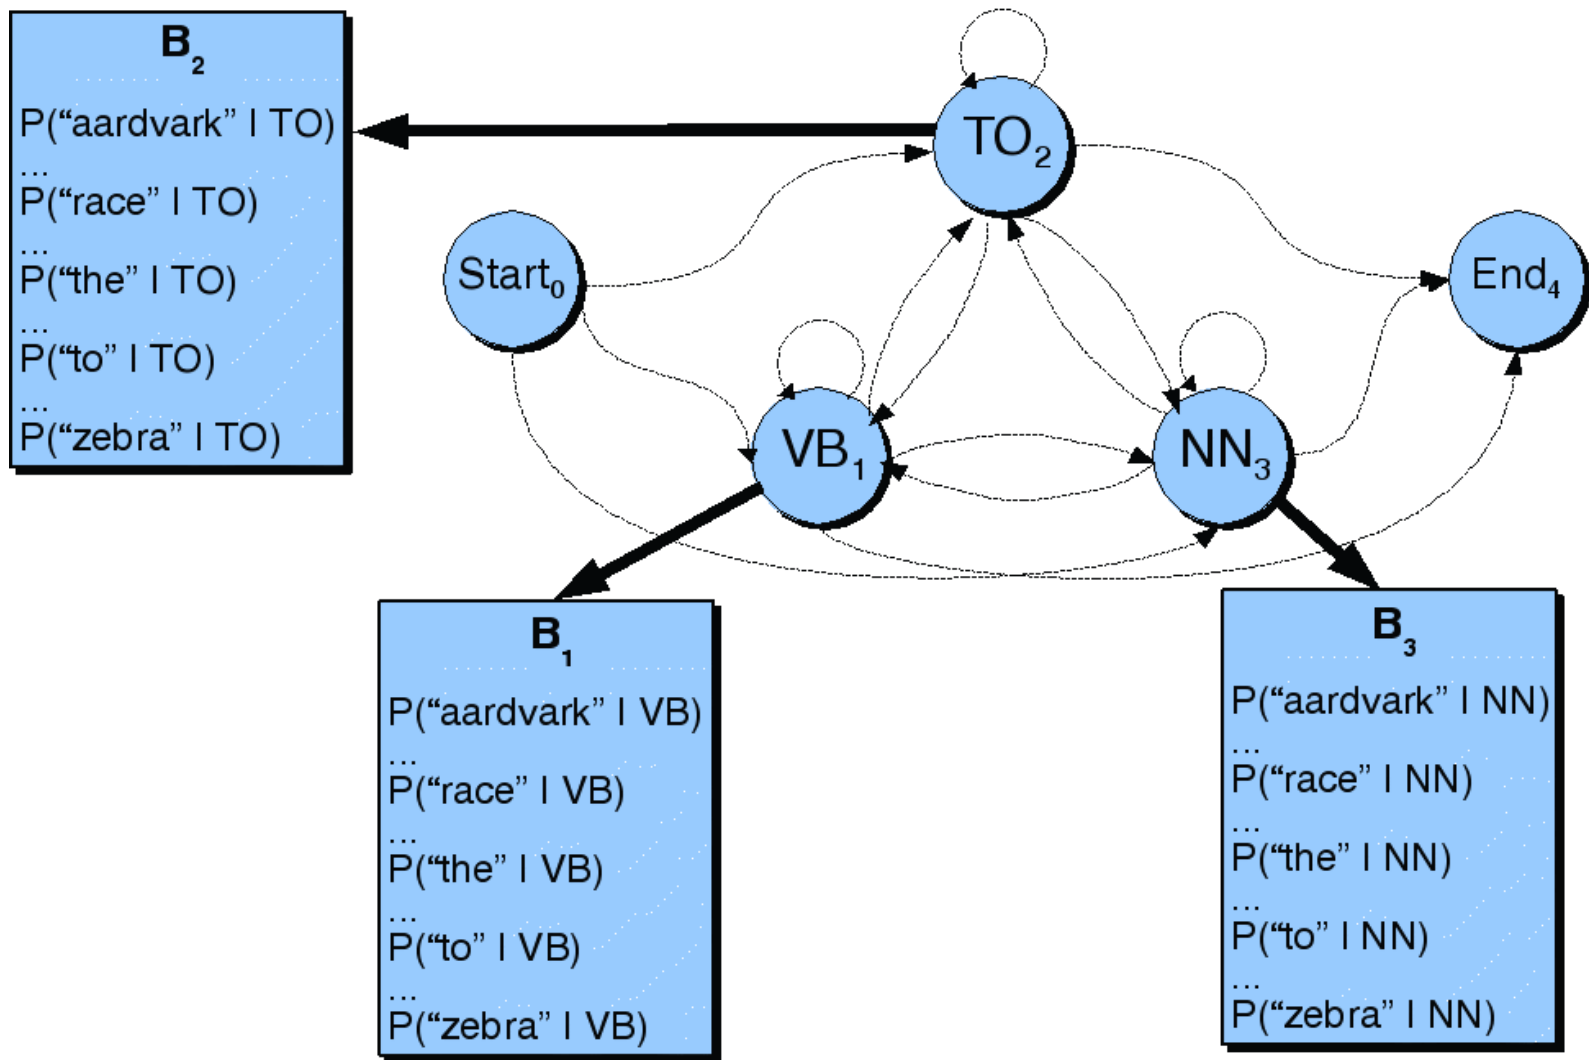 B2
P(“aardvark” | TO)
...
P(“race” | TO)
...
P(“the” | TO)
...
P(“to” | TO)
...
P(“zebra” | TO)
TO2
Start0
End4
VB1
NN3
B1
P(“aardvark” | VB)
...
P(“race” | VB)
...
P(“the” | VB)
...
P(“to” | VB)
...
P(“zebra” | VB)
B3
P(“aardvark” | NN)
...
P(“race” | NN)
...
P(“the” | NN)
...
P(“to” | NN)
...
P(“zebra” | NN)